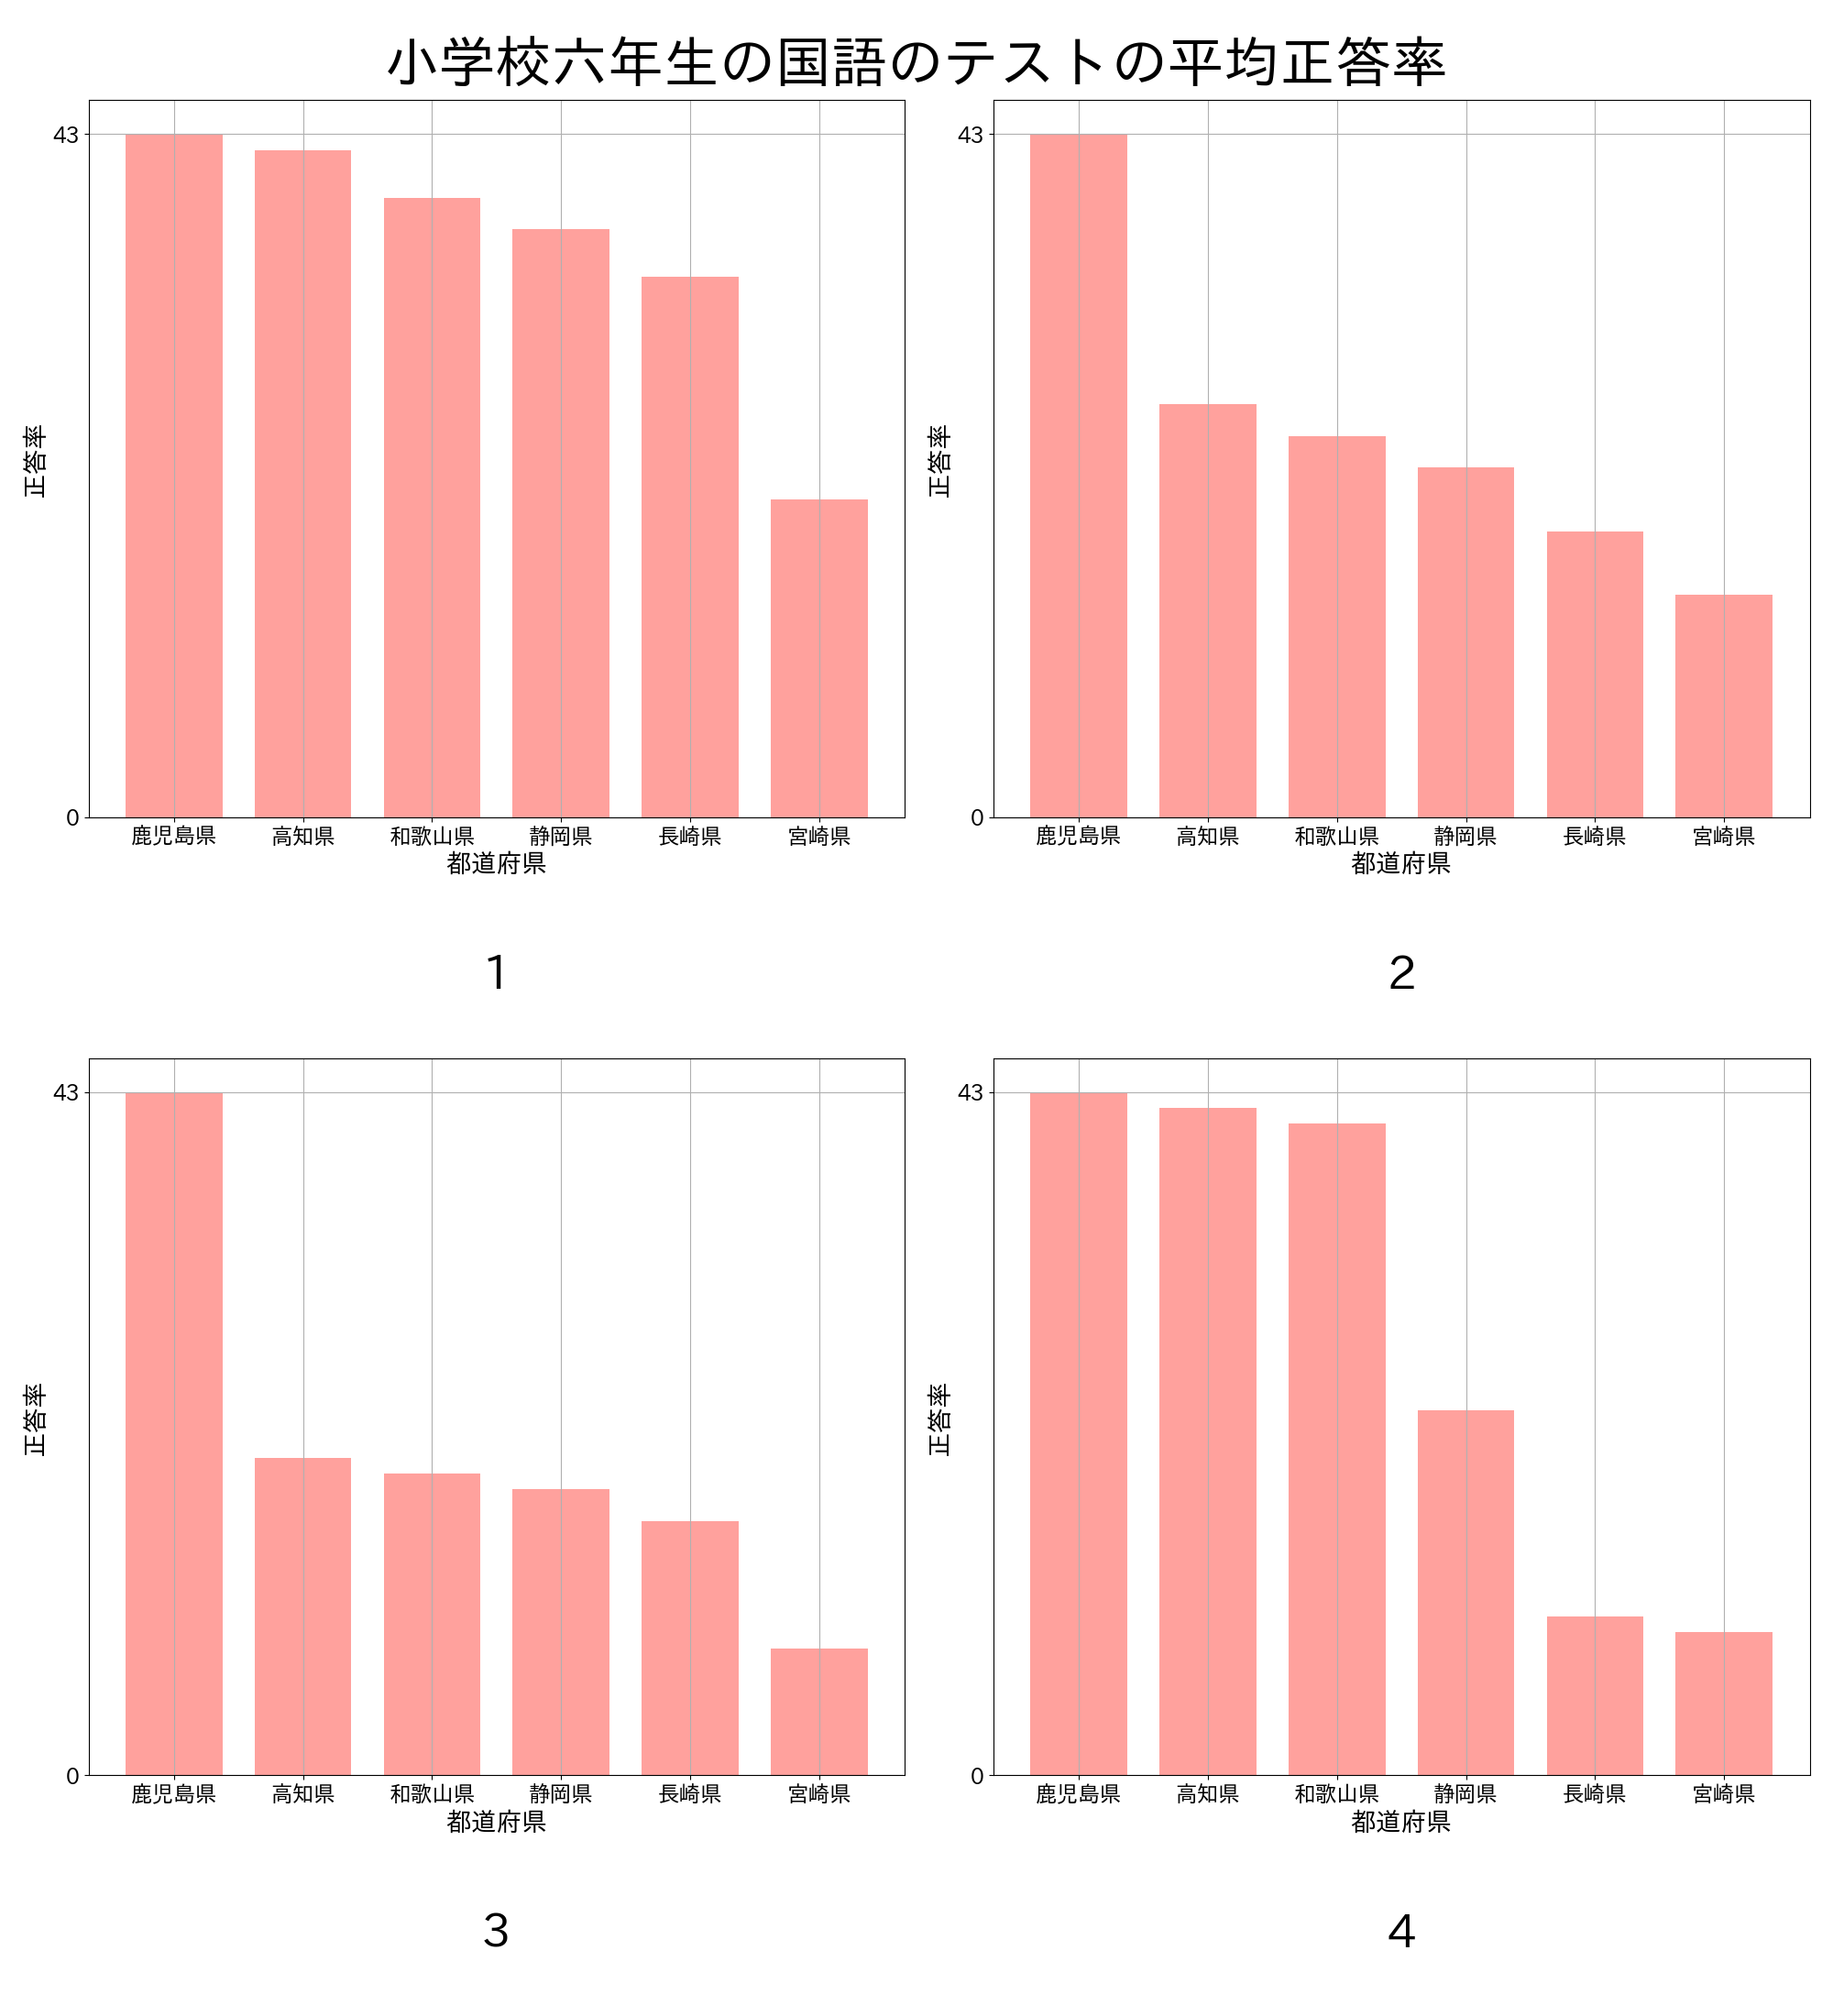 小学校六年生の国語のテストの平均正答率
43
0
正答率
鹿児島県 高知県 和歌山県 静岡県 長崎県 宮崎県
都道府県
1
43
0
正答率
鹿児島県 高知県 和歌山県 静岡県 長崎県 宮崎県
都道府県
2
43
0
正答率
鹿児島県 高知県 和歌山県 静岡県 長崎県 宮崎県
都道府県
3
43
0
正答率
鹿児島県 高知県 和歌山県 静岡県 長崎県 宮崎県
都道府県
4